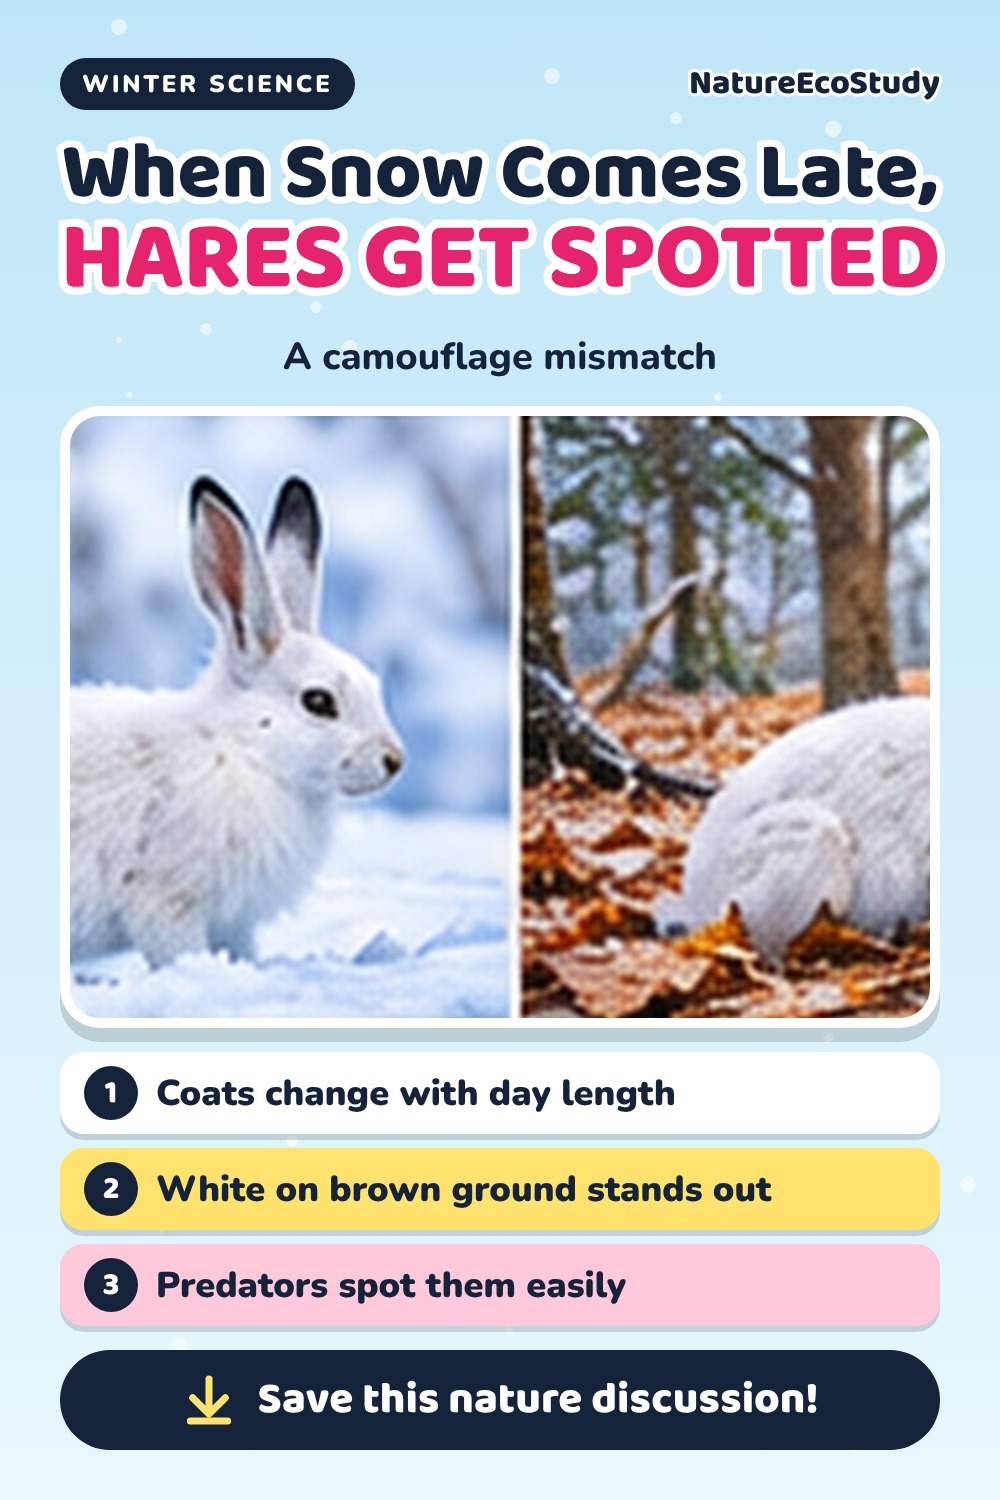 WINTER SCIENCE
NatureEcoStudy
When Snow Comes Late,
HARES GET SPOTTED
A camouflage mismatch
1 Coats change with day length
2 White on brown ground stands out
3 Predators spot them easily
Save this nature discussion!